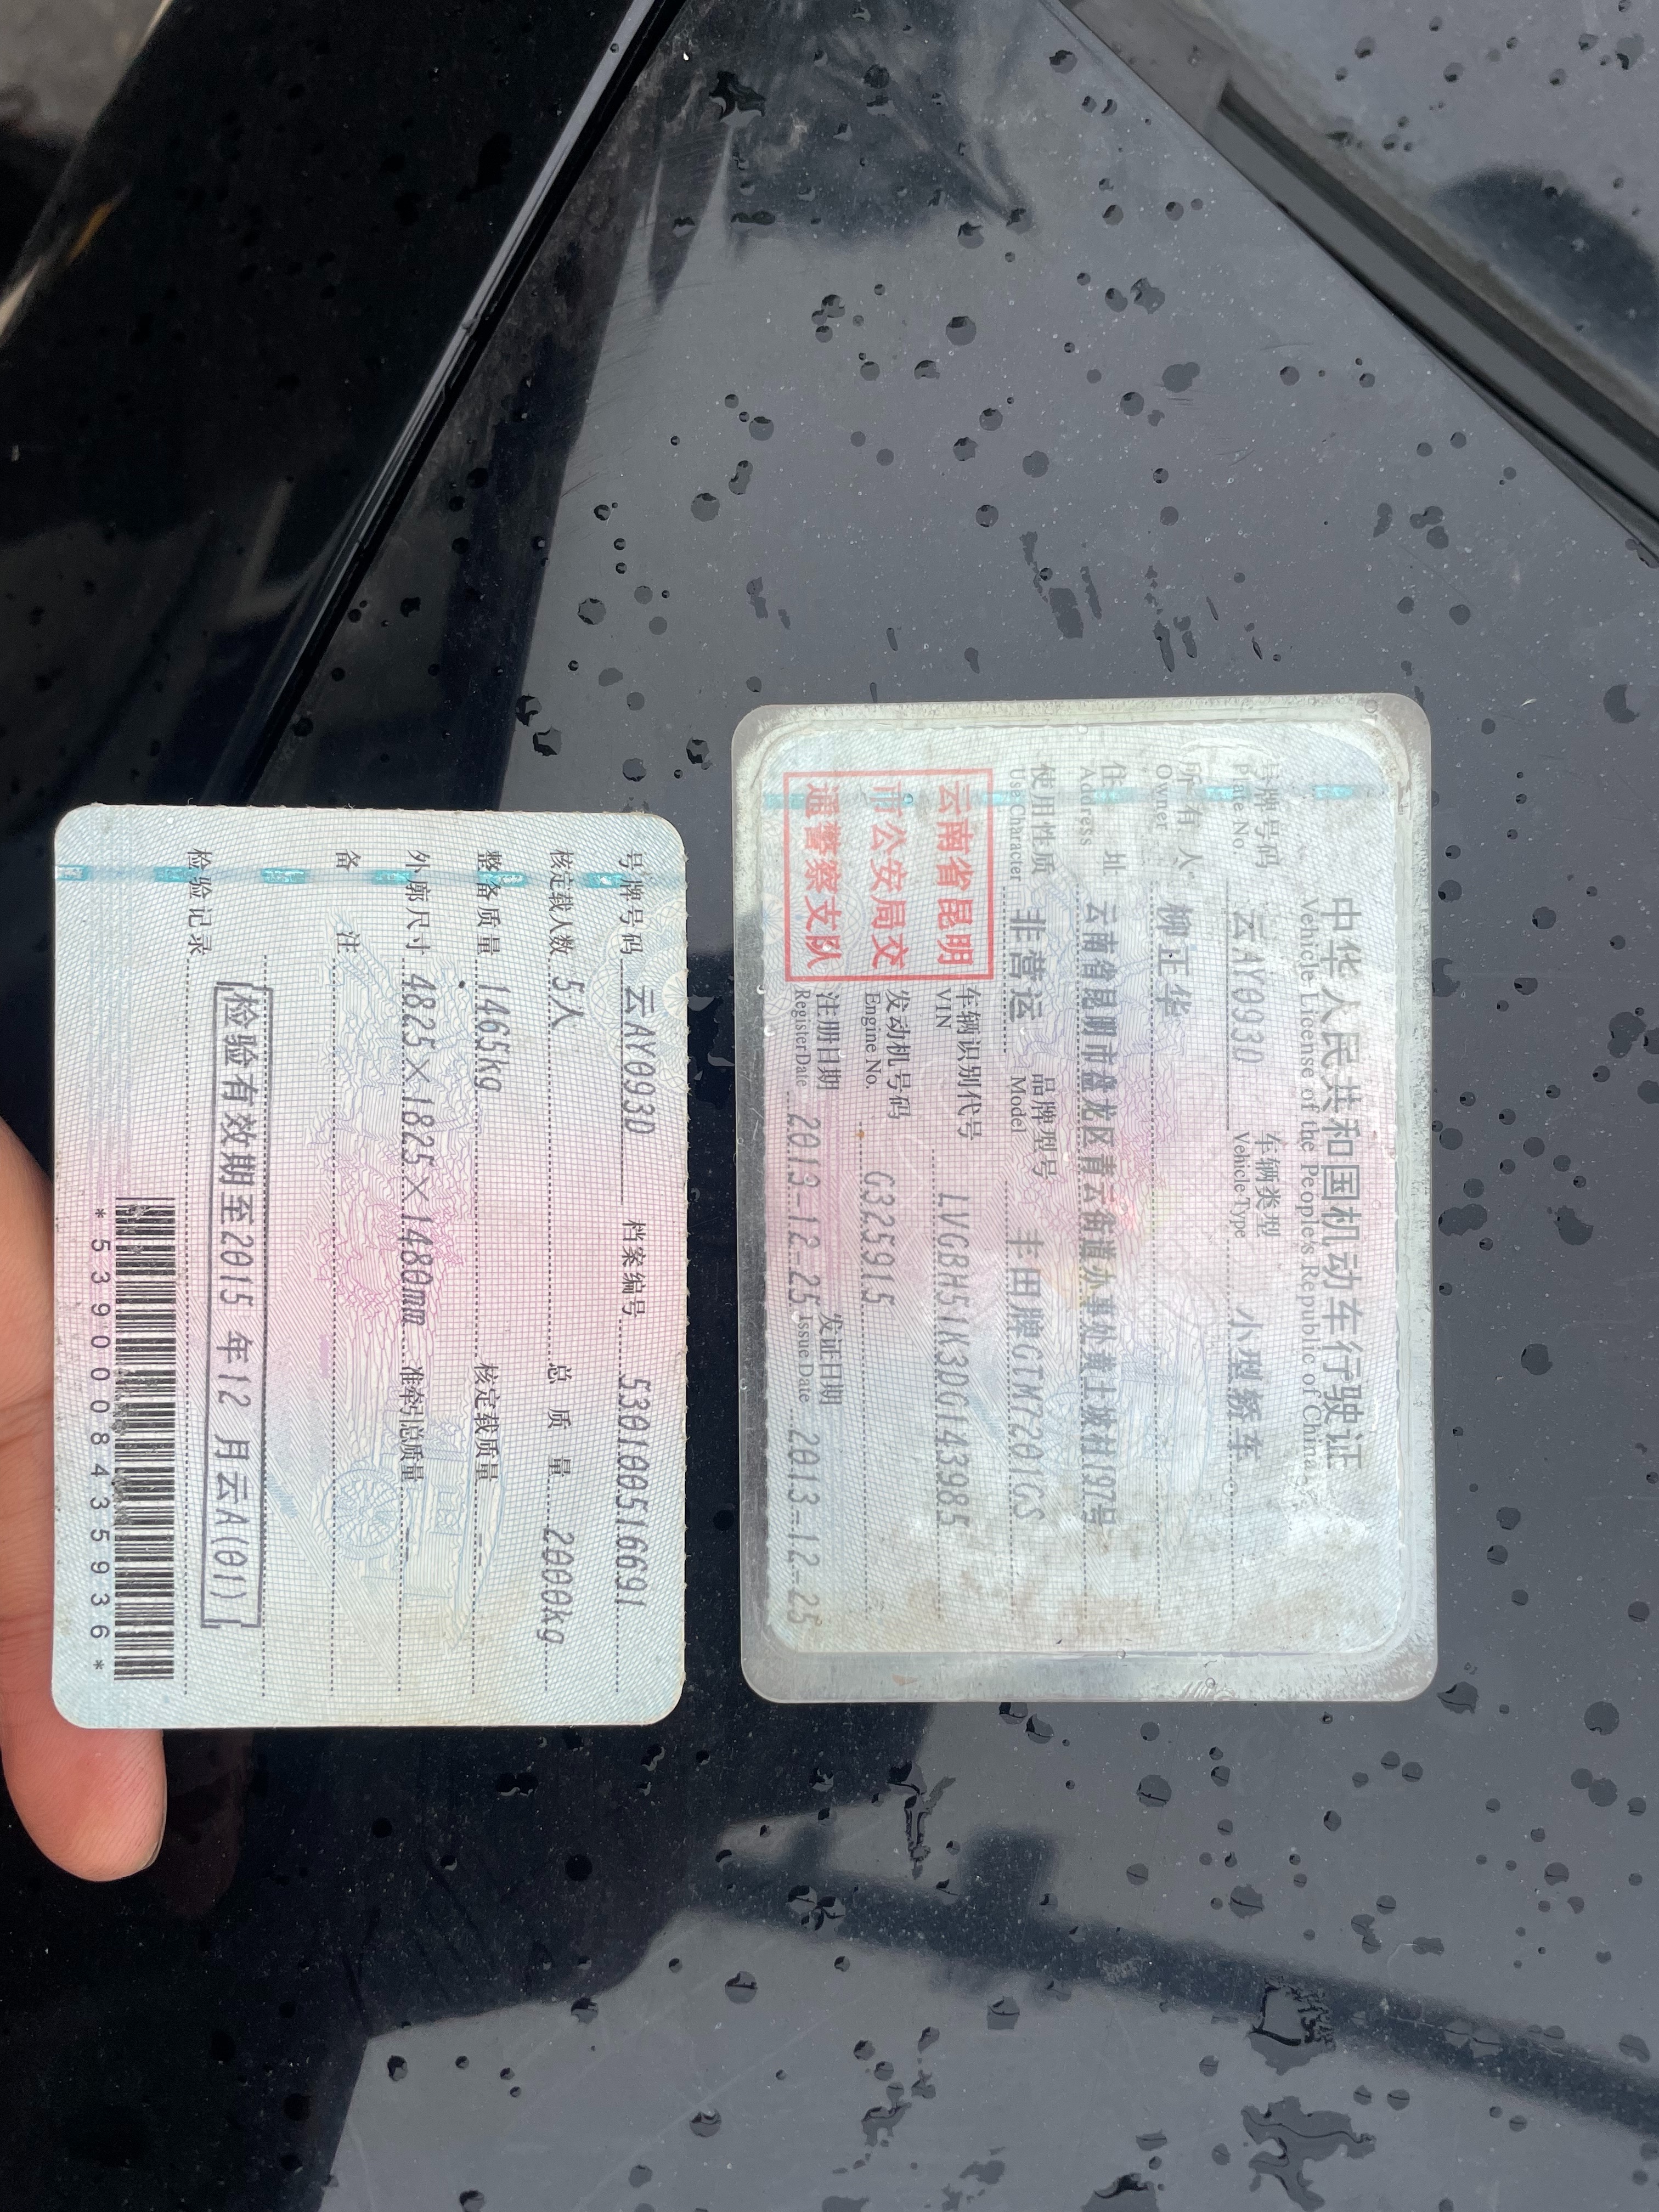 中华人民共和国机动车行驶证
Vehicle License of the People's Republic of China
号牌号码 云AY093D 车辆类型 小型轿车
Plate No. Vehicle Type
所有人 柳正华
Owner
住址 云南省昆明市盘龙区青云街道办事处黄土坡村197号
Address
使用性质 非营运 品牌型号 丰田牌GTM7201GS
Use Character Model
云南省昆明
市公安局交
通警察支队
车辆识别代号 LVGBH51K3DG143985
VIN
发动机号码 G325915
Engine No.
注册日期 2013-12-25 发证日期 2013-12-25
Register Date Issue Date
号牌号码 云AY093D 档案编号 530100516691
核定载人数 5人 总质量 2000kg
整备质量 1465kg 核定载质量 --
外廓尺寸 4825×1825×1480mm 准牵引总质量 --
备注
检验有效期至2015年12月云A(01)
检验记录
*5390008435936*